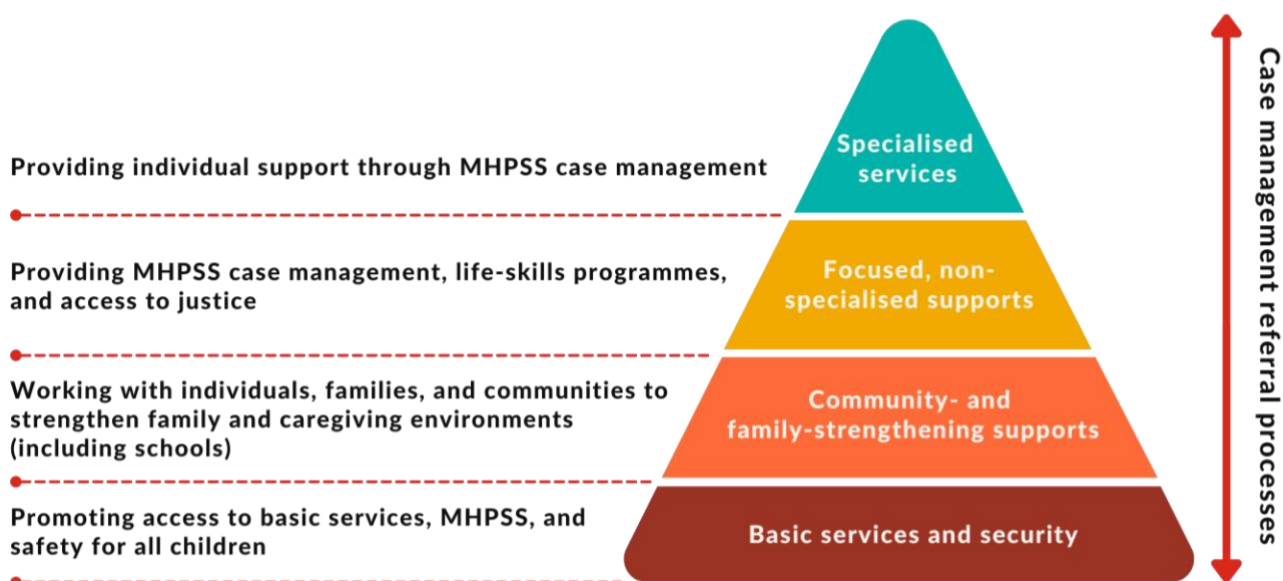 Providing individual support through MHPSS case management
Specialised
services
Providing MHPSS case management, life-skills programmes,
and access to justice
Focused, non-
specialised supports
Working with individuals, families, and communities to
strengthen family and caregiving environments
(including schools)
Community- and
family-strengthening supports
Promoting access to basic services, MHPSS, and
safety for all children
Basic services and security
Case management referral processes